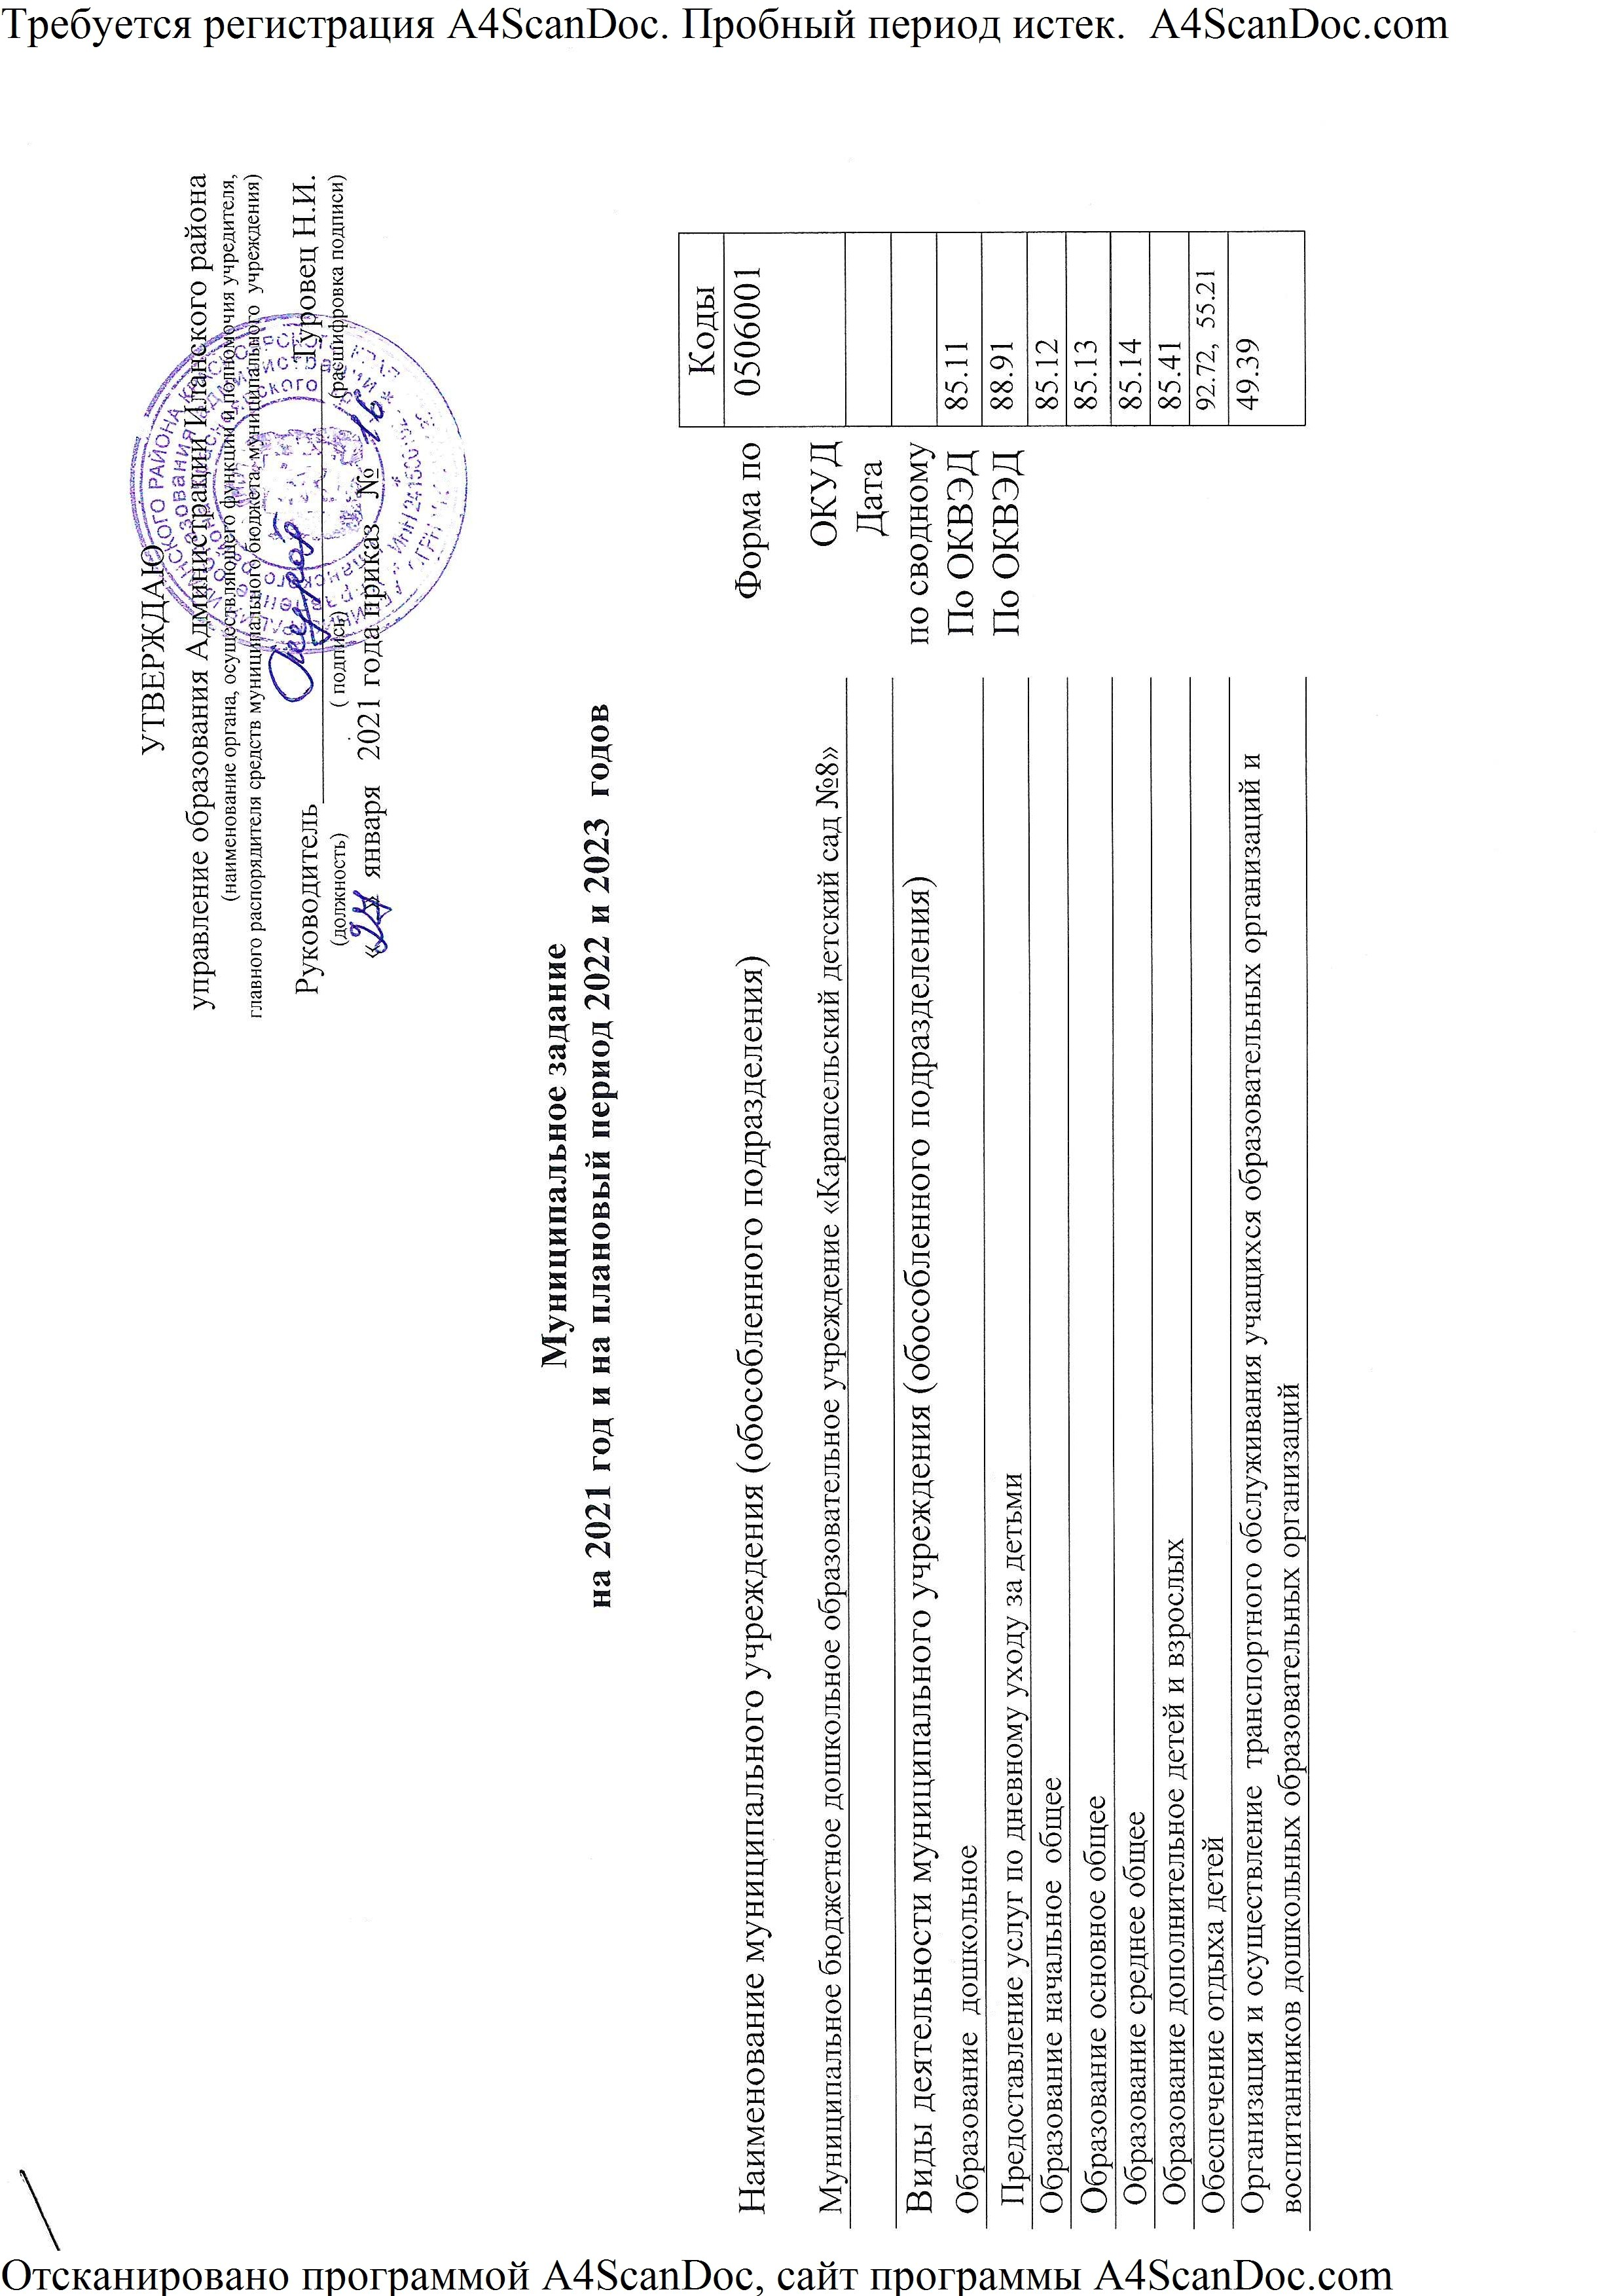 Требуется регистрация A4ScanDoc. Пробный период истек.  A4ScanDoc.com
УТВЕРЖДАЮ
управление образования Администрации Иланского района
(наименование органа, осуществляющего функции и полномочия учредителя,
главного распорядителя средств муниципального бюджета муниципального учреждения)
Руководитель Туровец Н.И.
(должность) ( подпись) (расшифровка подписи)
«27» января 2021 года приказ № 16
Муниципальное задание
на 2021 год и на плановый период 2022 и 2023 годов
Коды
Наименование муниципального учреждения (обособленного подразделения) Форма по 0506001
Муниципальное бюджетное дошкольное образовательное учреждение «Карапсельский детский сад №8» ОКУД
Дата
Виды деятельности муниципального учреждения (обособленного подразделения) по сводному
Образование дошкольное По ОКВЭД 85.11
Предоставление услуг по дневному уходу за детьми По ОКВЭД 88.91
Образование начальное общее 85.12
Образование основное общее 85.13
Образование среднее общее 85.14
Образование дополнительное детей и взрослых 85.41
Обеспечение отдыха детей 92.72, 55.21
Организация и осуществление транспортного обслуживания учащихся образовательных организаций и 49.39
воспитанников дошкольных образовательных организаций
Отсканировано программой A4ScanDoc, сайт программы A4ScanDoc.com